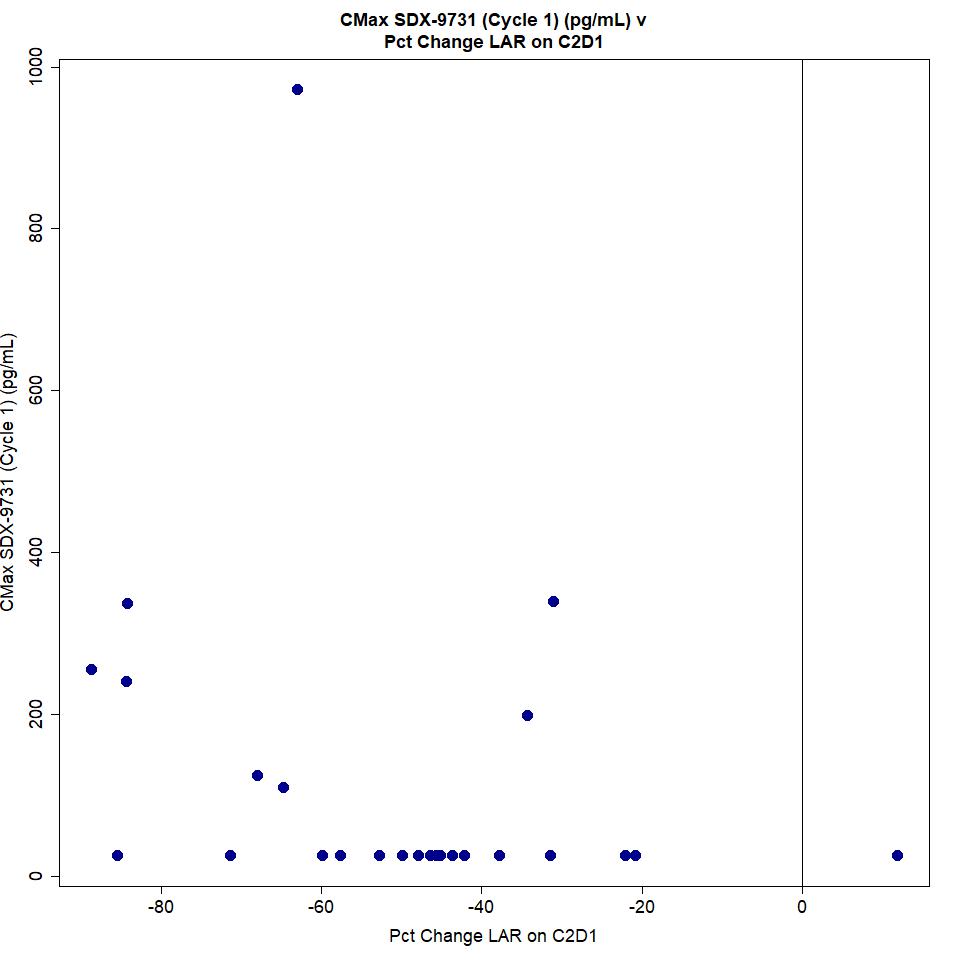 CMax SDX-9731 (Cycle 1) (pg/mL) v
Pct Change LAR on C2D1
CMax SDX-9731 (Cycle 1) (pg/mL)
1000
800
600
400
200
0
-80
-60
-40
-20
0
Pct Change LAR on C2D1